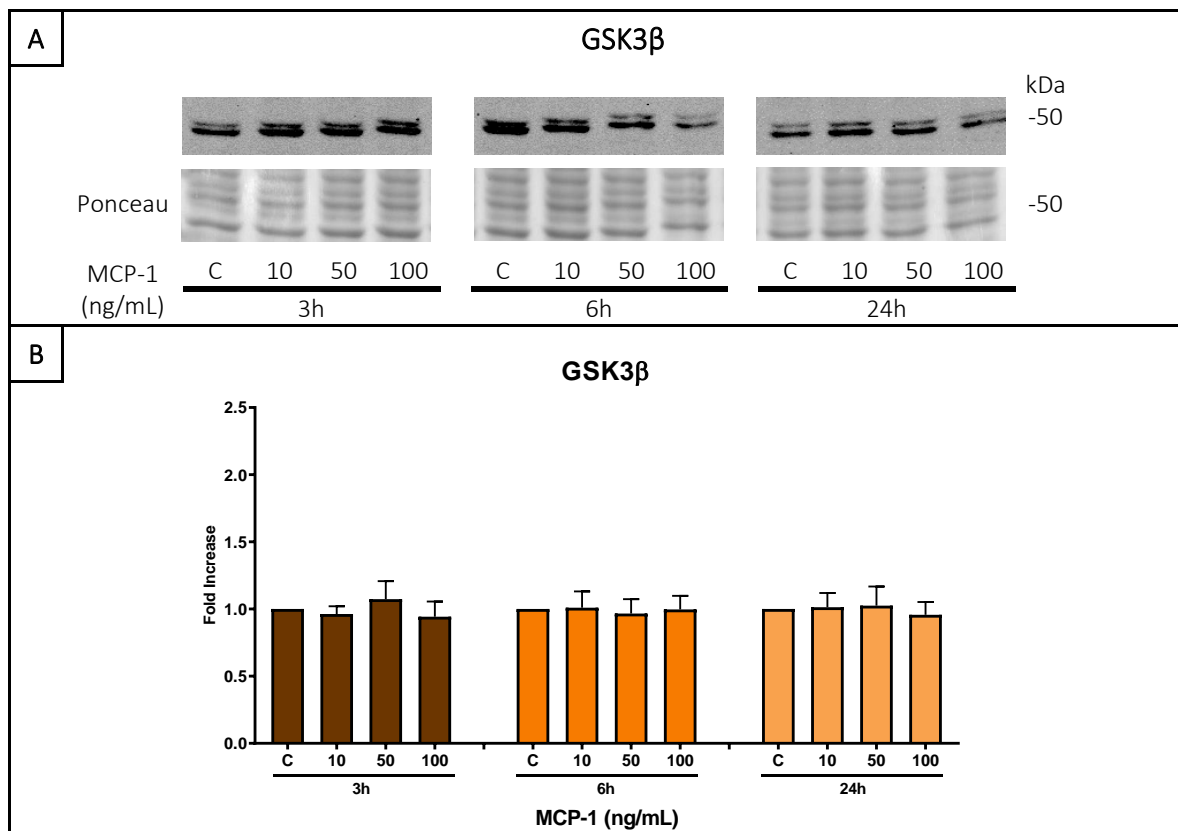 A
GSK3β
kDa
-50
Ponceau
-50
MCP-1
(ng/mL)
C 10 50 100 C 10 50 100 C 10 50 100
3h 6h 24h
B
GSK3β
Fold Increase
2.5
2.0
1.5
1.0
0.5
0.0
C 10 50 100 C 10 50 100 C 10 50 100
3h 6h 24h
MCP-1 (ng/mL)